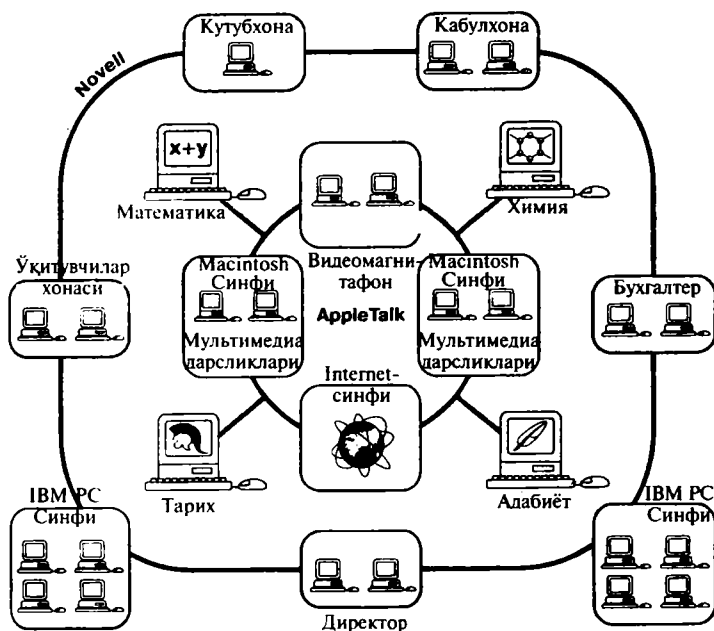 Кутубхона
Кабулхона
Novell
x+y
Математика
Химия
Ўқитувчилар
хонаси
Macintosh
Синфи
Видеомагни-
тафон
Macintosh
Синфи
Бухгалтер
AppleTalk
Мультимедиа
дарсликлари
Мультимедиа
дарсликлари
Internet-
синфи
Тарих
Адабиёт
IBM PC
Синфи
IBM PC
Синфи
Директор